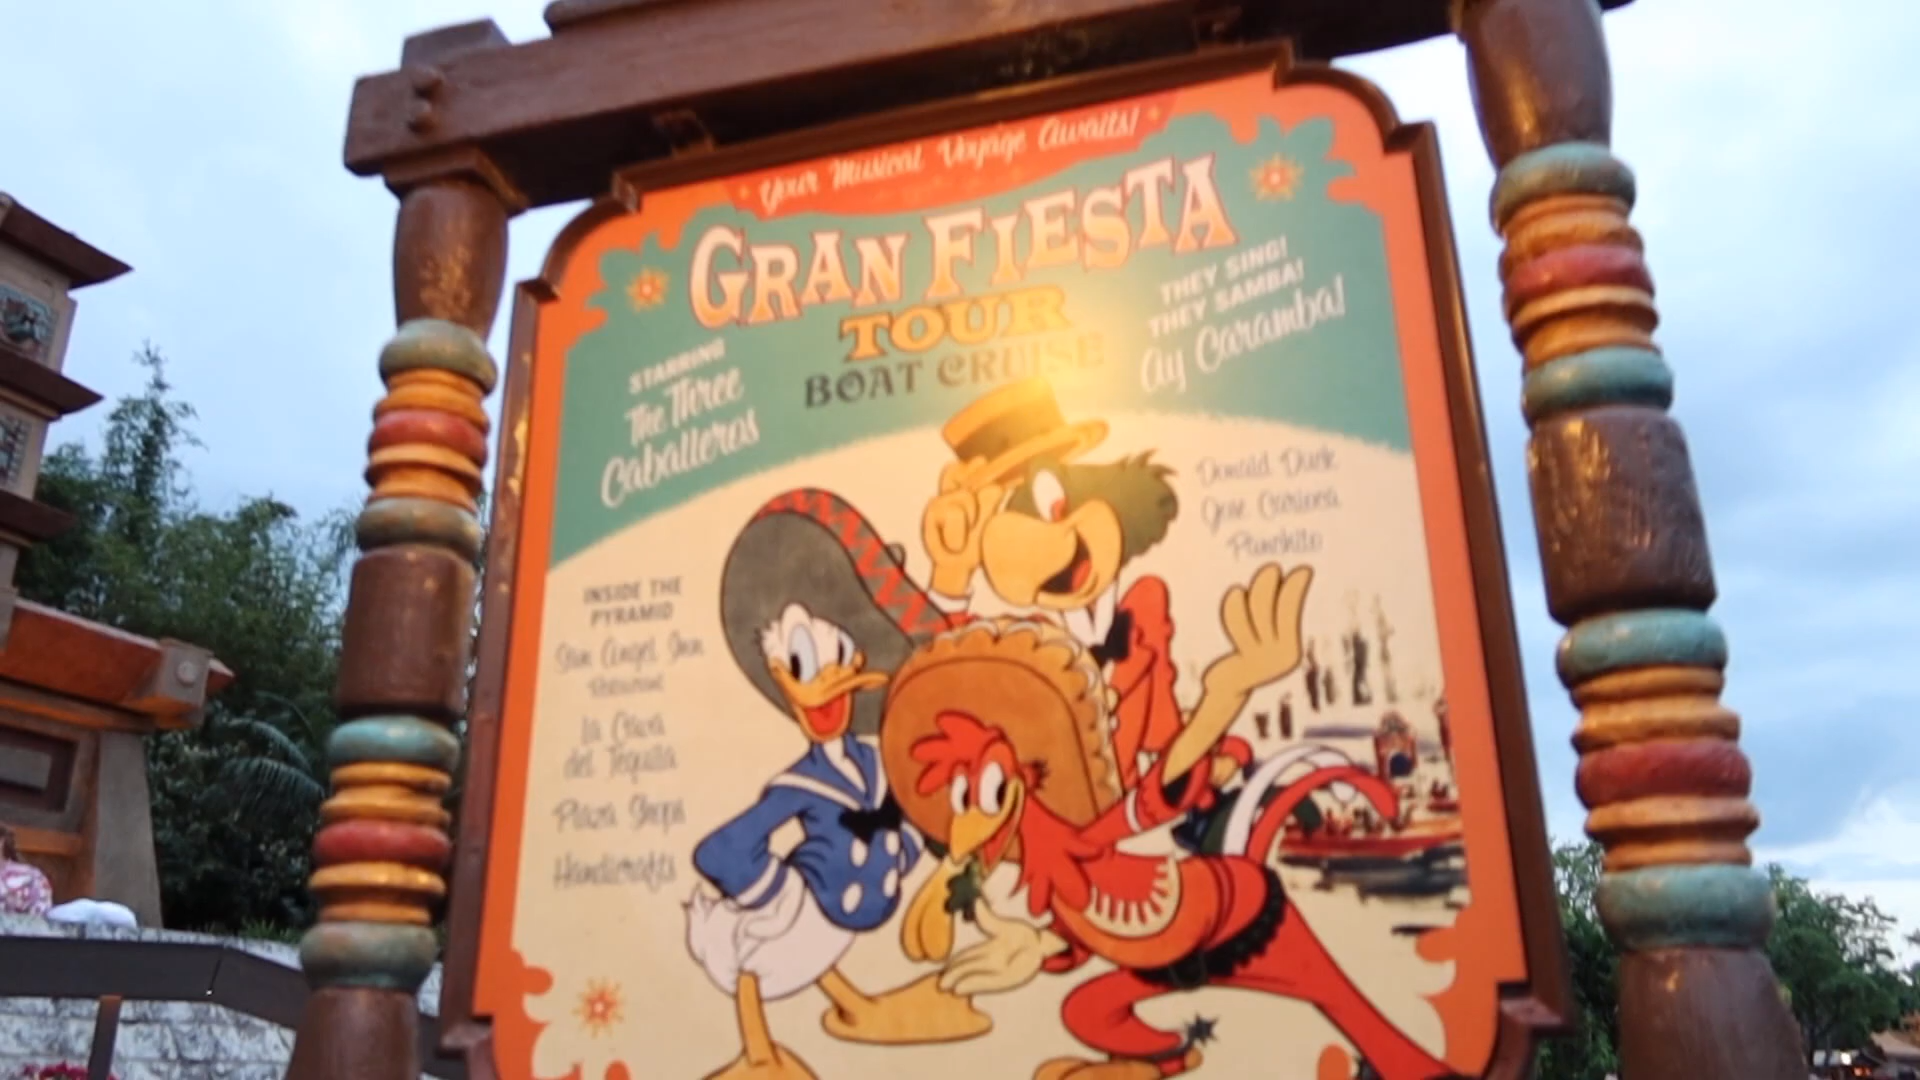 Your Musical Voyage Awaits!
GRAN FIESTA
TOUR
BOAT CRUISE
STARRING
The Three
Caballeros
THEY SING!
THEY SAMBA!
Ay Caramba!
Donald Duck
José Carioca
Panchito
INSIDE THE
PYRAMID
San Angel Inn
Restaurant
La Cava
del Tequila
Plaza Shops
Handicrafts